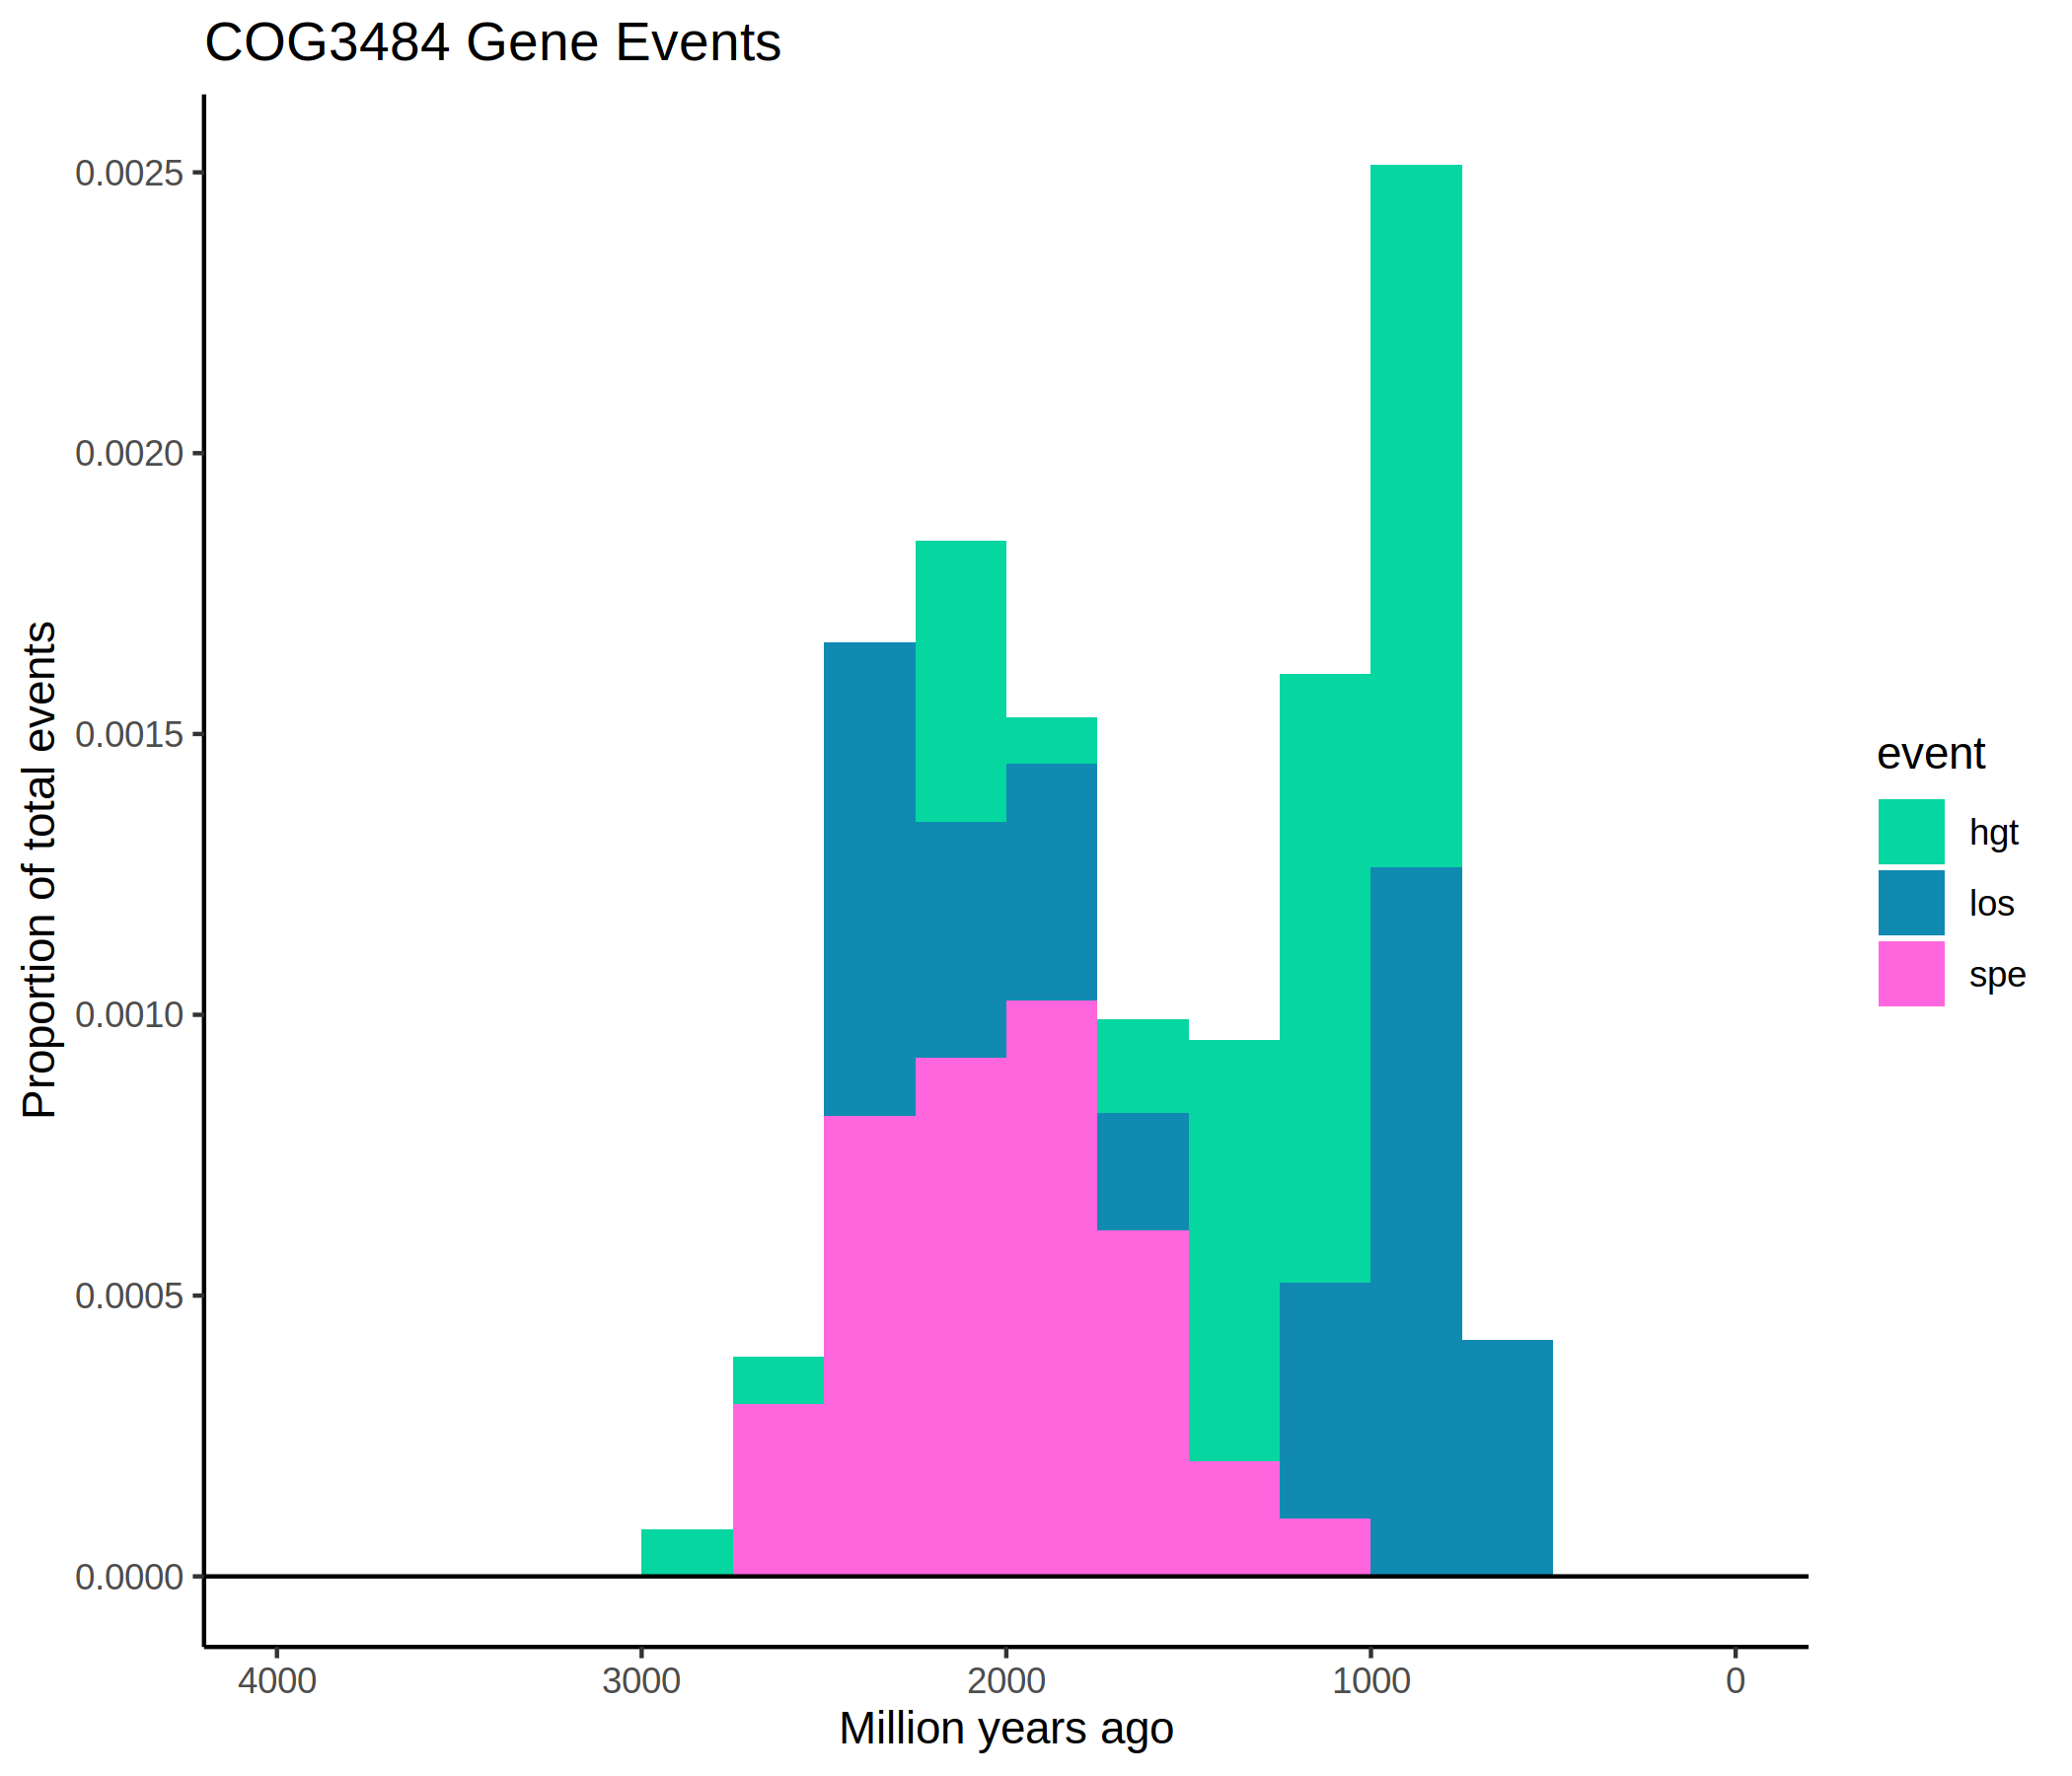 COG3484 Gene Events
Proportion of total events
0.0025
0.0020
0.0015
0.0010
0.0005
0.0000
4000 3000 2000 1000 0
Million years ago
event
hgt
los
spe